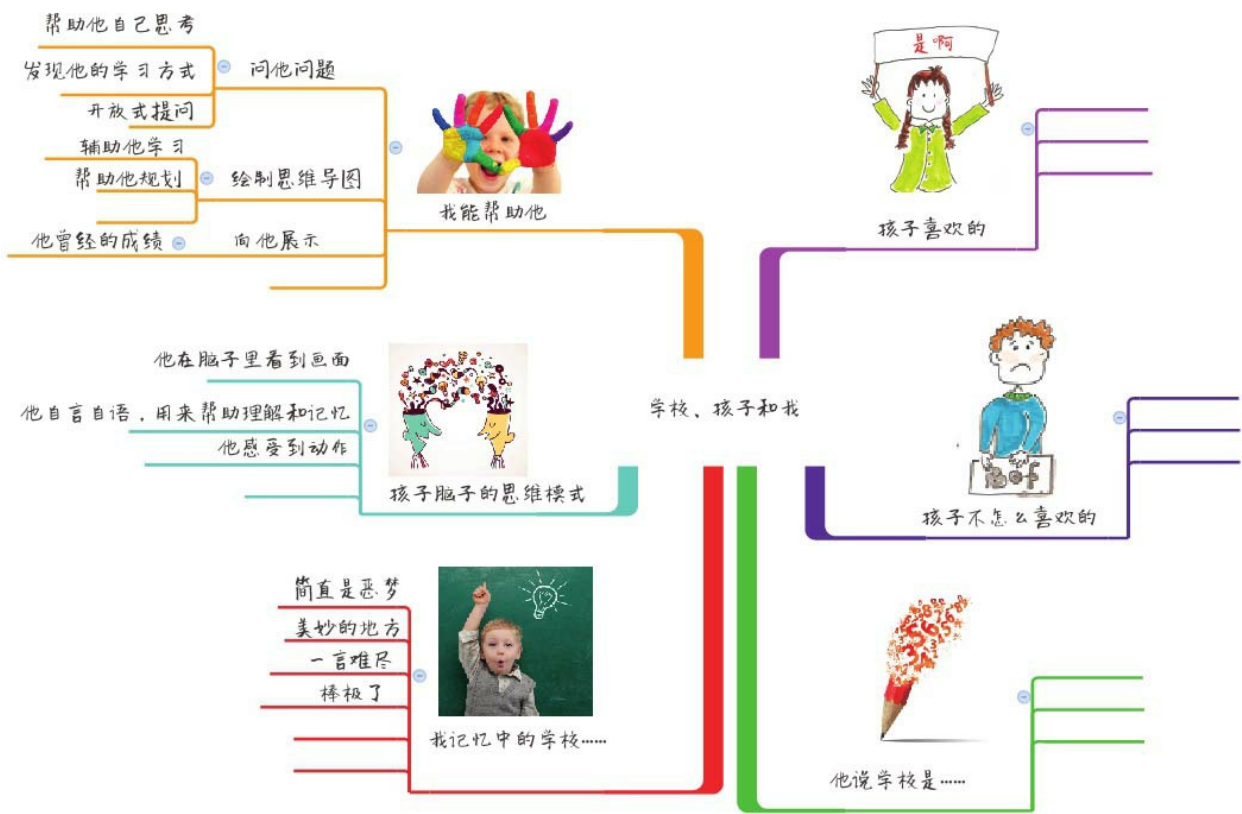 帮助他自己思考
发现他的学习方式
问他问题
开放式提问
辅助他学习
帮助他规划
绘制思维导图
他曾经的成绩
向他展示
我能帮助他
是啊
孩子喜欢的
他在脑子里看到画面
他自言自语，用来帮助理解和记忆
他感受到动作
孩子脑子的思维模式
学校、孩子和我
孩子不怎么喜欢的
简直是恶梦
美妙的地方
一言难尽
棒极了
我记忆中的学校……
他说学校是……